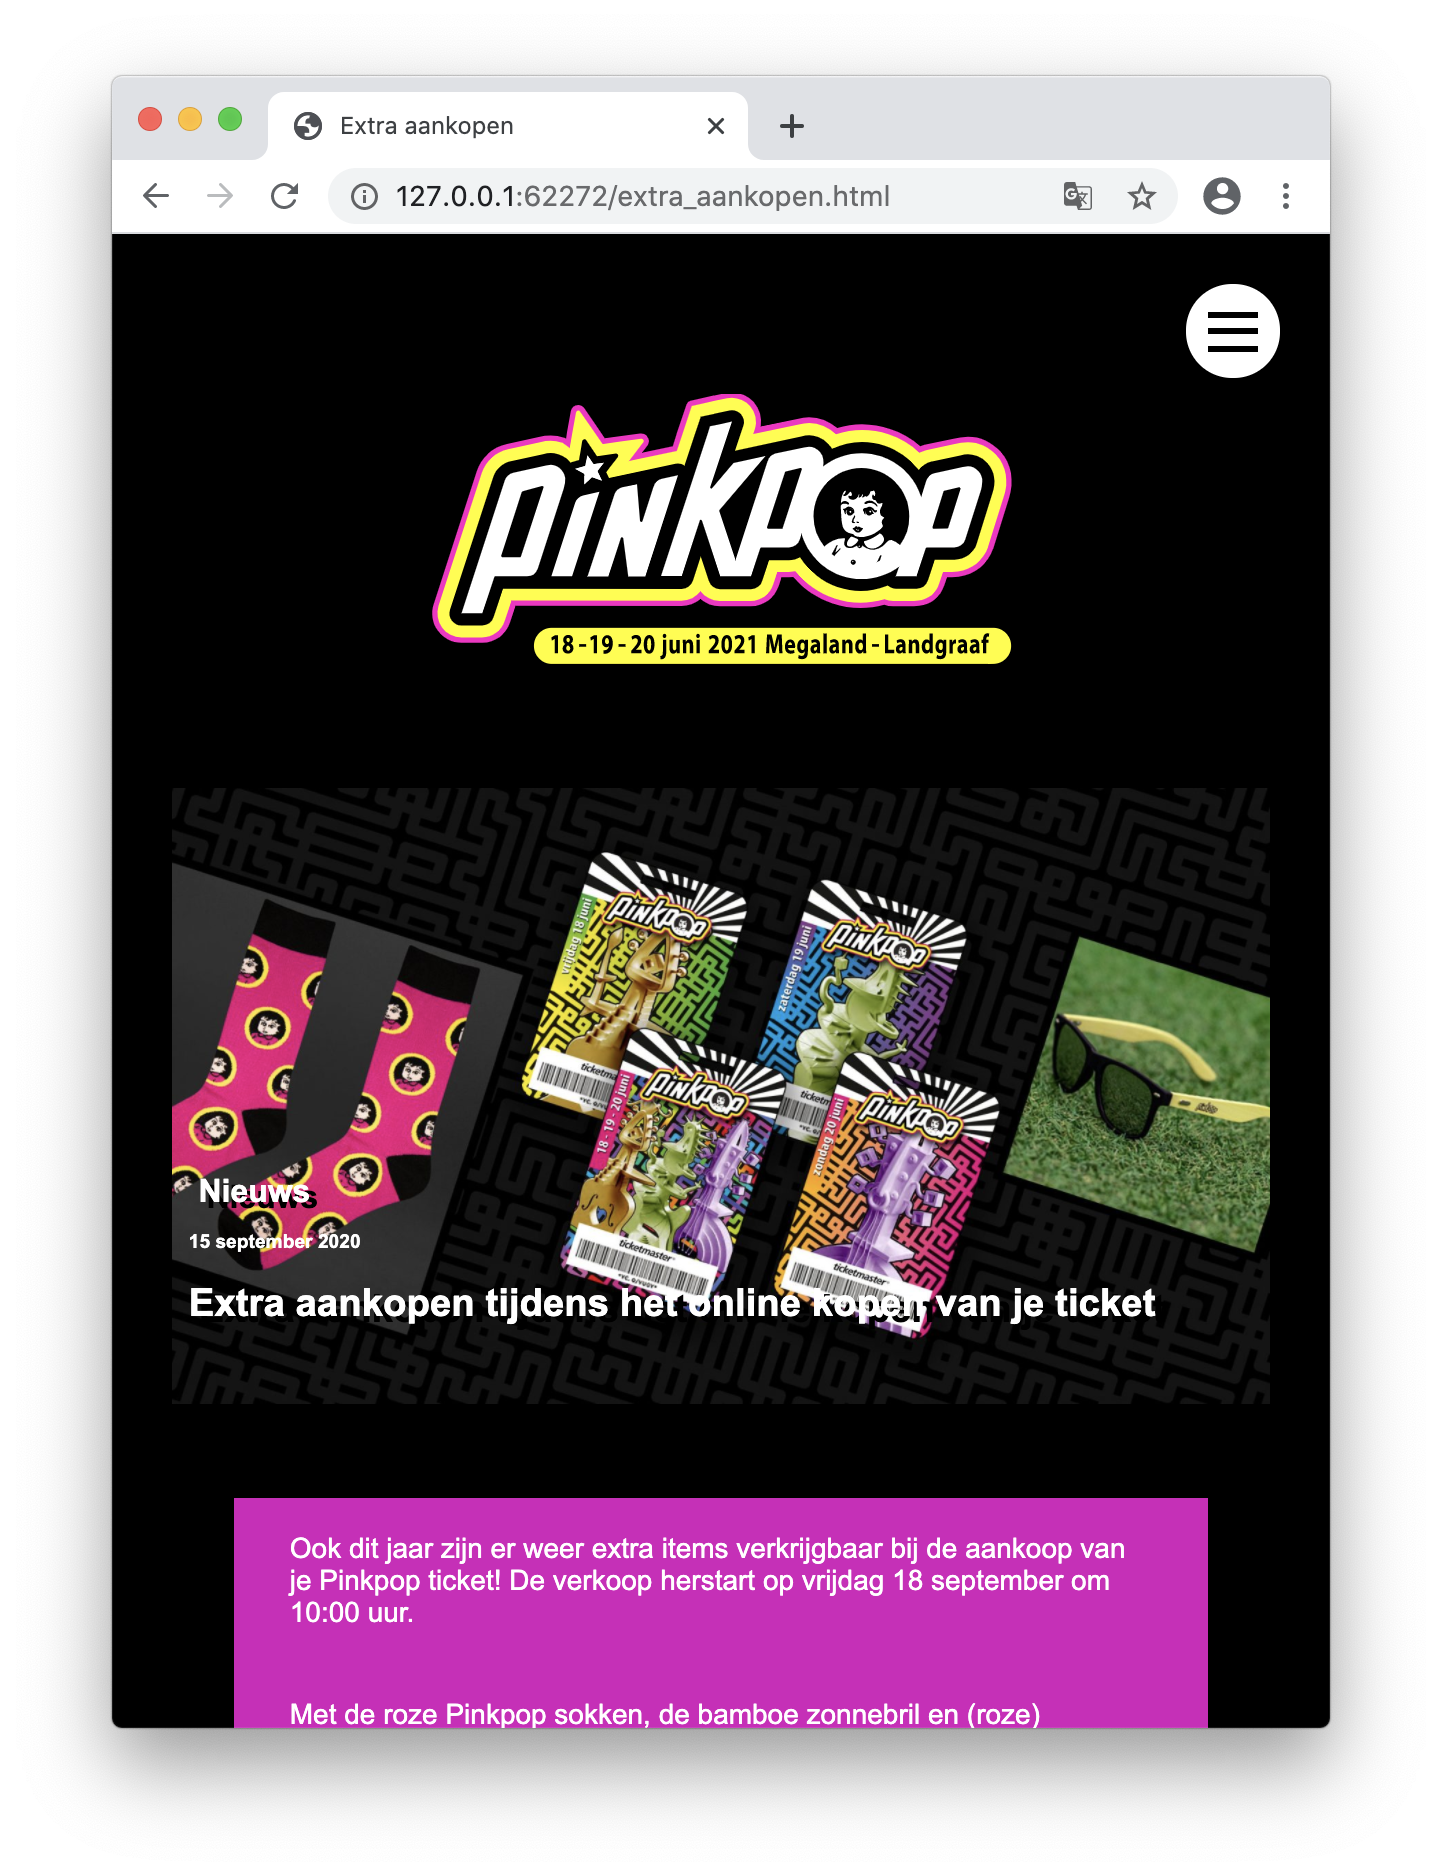 Extra aankopen
127.0.0.1:62272/extra_aankopen.html
pinkpop
18-19-20 juni 2021 Megaland-Landgraaf
vrijdag 18 juni
pinkpop
zaterdag 19 juni
pinkpop
ticketmaster
ticketmas
18 - 19 - 20 juni
pinkpop
zondag 20 juni
pinkpop
ticketmaster
ticketmaster
Nieuws
15 september 2020
Extra aankopen tijdens het online kopen van je ticket
Ook dit jaar zijn er weer extra items verkrijgbaar bij de aankoop van
je Pinkpop ticket! De verkoop herstart op vrijdag 18 september om
10:00 uur.
Met de roze Pinkpop sokken, de bamboe zonnebril en (roze)